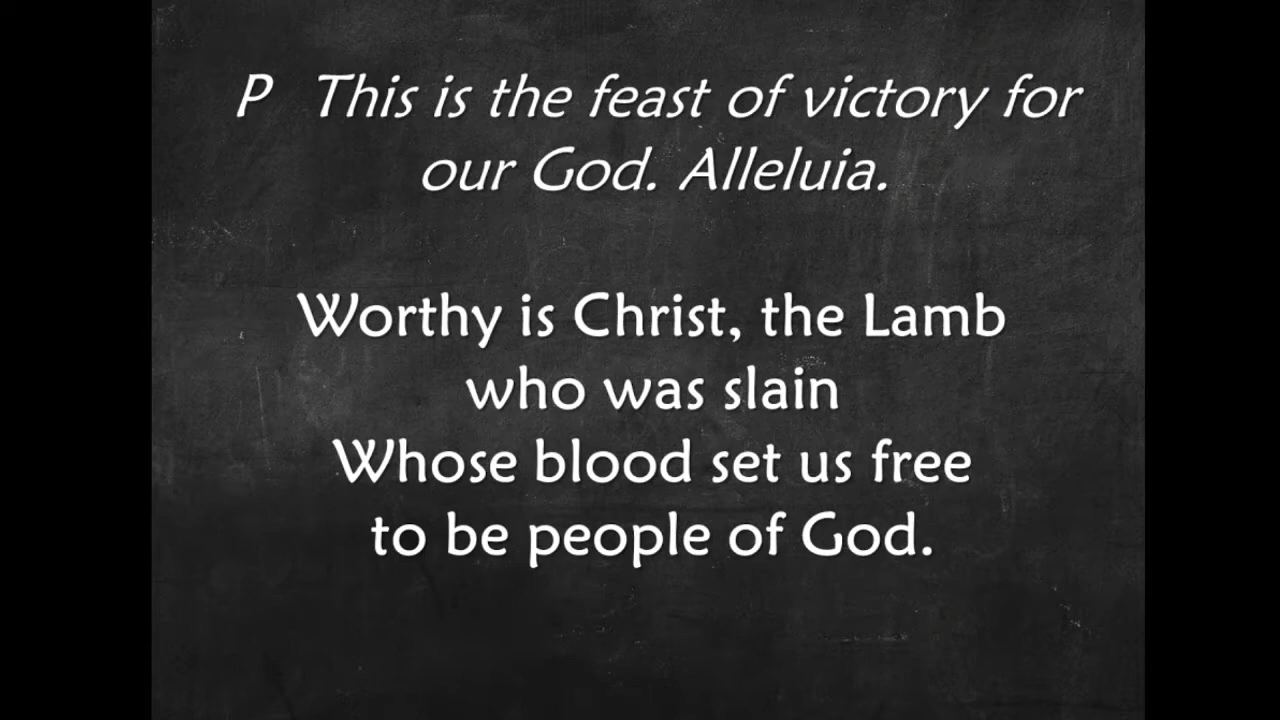 P This is the feast of victory for
our God. Alleluia.
Worthy is Christ, the Lamb
who was slain
Whose blood set us free
to be people of God.